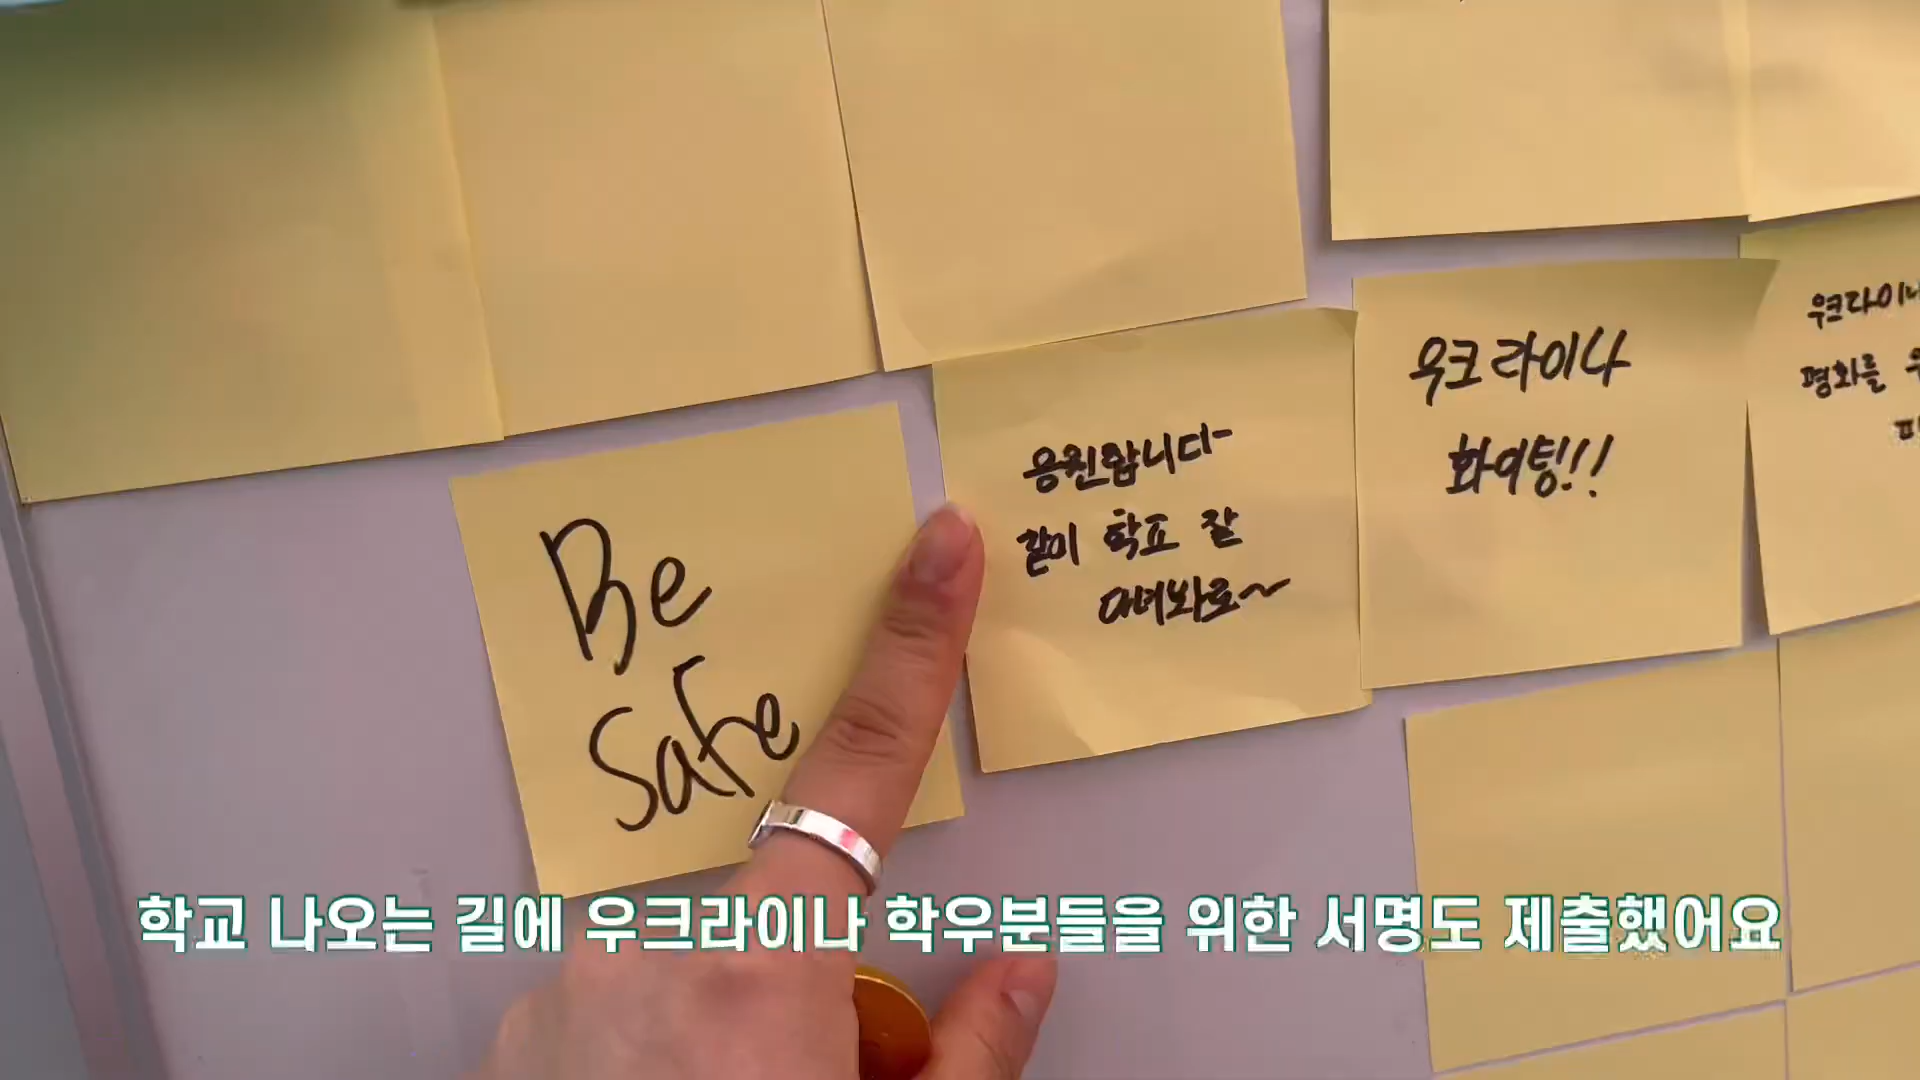 Be
Safe
응원합니다
같이 학교 잘
다녀봐요~
우크라이나
화이팅!!
우크라이나
평화를
학교 나오는 길에 우크라이나 학우분들을 위한 서명도 제출했어요